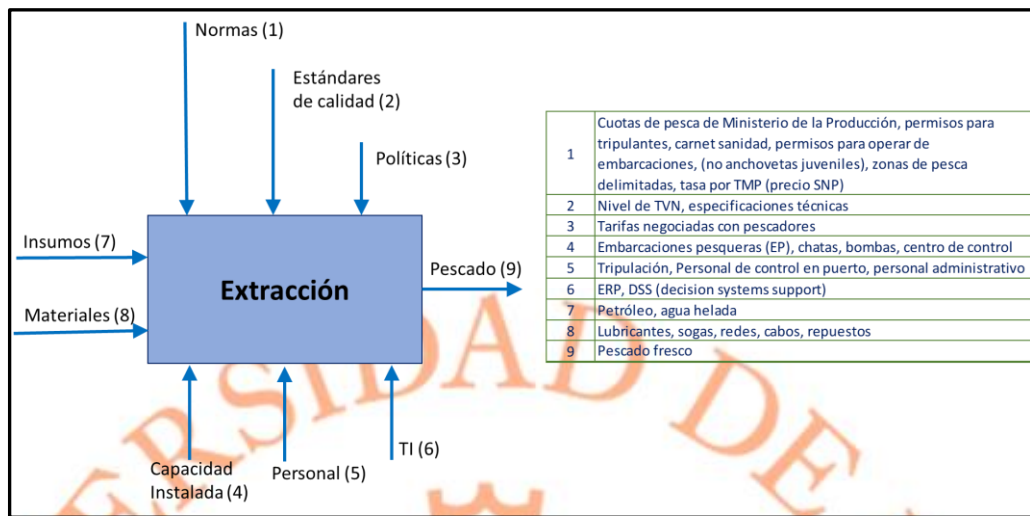 Normas (1)
Estándares
de calidad (2)
Políticas (3)
Insumos (7)
Materiales (8)
Extracción
Pescado (9)
Capacidad
Instalada (4)
Personal (5)
TI (6)
1
Cuotas de pesca de Ministerio de la Producción, permisos para
tripulantes, carnet sanidad, permisos para operar de
embarcaciones, (no anchovetas juveniles), zonas de pesca
delimitadas, tasa por TMP (precio SNP)
2 Nivel de TVN, especificaciones técnicas
3 Tarifas negociadas con pescadores
4 Embarcaciones pesqueras (EP), chatas, bombas, centro de control
5 Tripulación, Personal de control en puerto, personal administrativo
6 ERP, DSS (decision systems support)
7 Petróleo, agua helada
8 Lubricantes, sogas, redes, cabos, repuestos
9 Pescado fresco
ERSIDAD DE